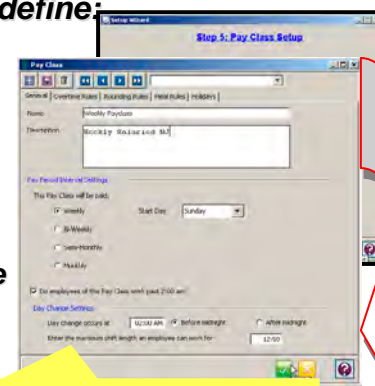 define:
Setup Wizard
Step 5: Pay Class Setup
Pay Class
General Overtime Rules Rounding Rules Meal Rules Holidays
Name Weekly Payclass
Description Weekly Salaried NJ
Pay Period Interval Settings
This Pay Class will be paid:
Weekly Start Day Sunday
Bi-Weekly
Semi-Monthly
Monthly
e
Do employees of this Pay Class work past 2:00 am?
Day Change Settings
Day change occurs at 02:00 AM Before midnight After midnight
Enter the maximum shift length an employee can work for 12:00